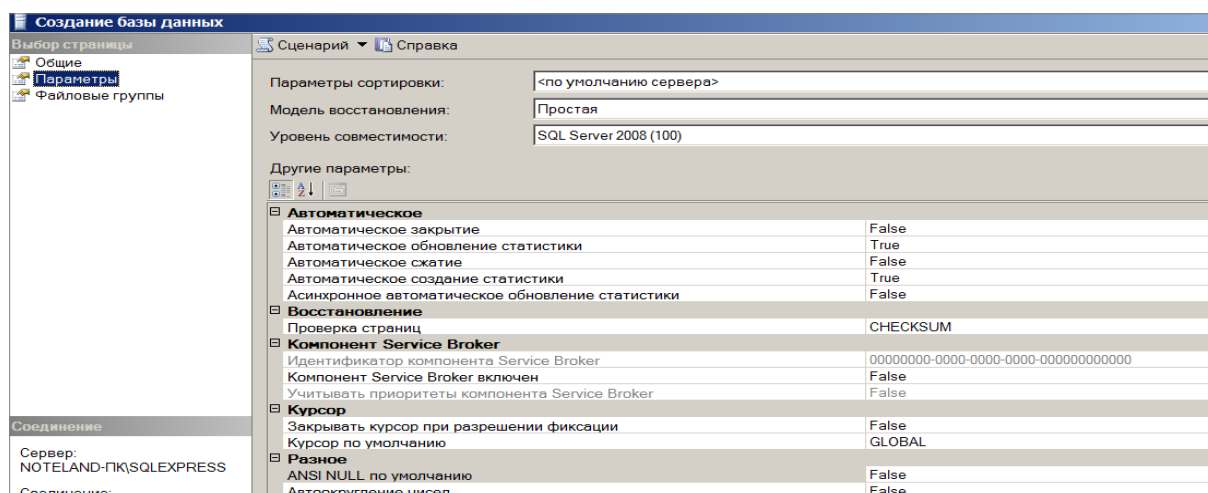 Создание базы данных
Выбор страницы
Общие
Параметры
Файловые группы
Сценарий Справка
Параметры сортировки: <по умолчанию сервера>
Модель восстановления: Простая
Уровень совместимости: SQL Server 2008 (100)
Другие параметры:
Автоматическое
Автоматическое закрытие False
Автоматическое обновление статистики True
Автоматическое сжатие False
Автоматическое создание статистики True
Асинхронное автоматическое обновление статистики False
Восстановление
Проверка страниц CHECKSUM
Компонент Service Broker
Идентификатор компонента Service Broker 00000000-0000-0000-0000-000000000000
Компонент Service Broker включен False
Учитывать приоритеты компонента Service Broker False
Курсор
Закрывать курсор при разрешении фиксации False
Курсор по умолчанию GLOBAL
Разное
ANSI NULL по умолчанию False
Автоокругление чисел False
Соединение
Сервер:
NOTELAND-ПК\SQLEXPRESS
Соединение: